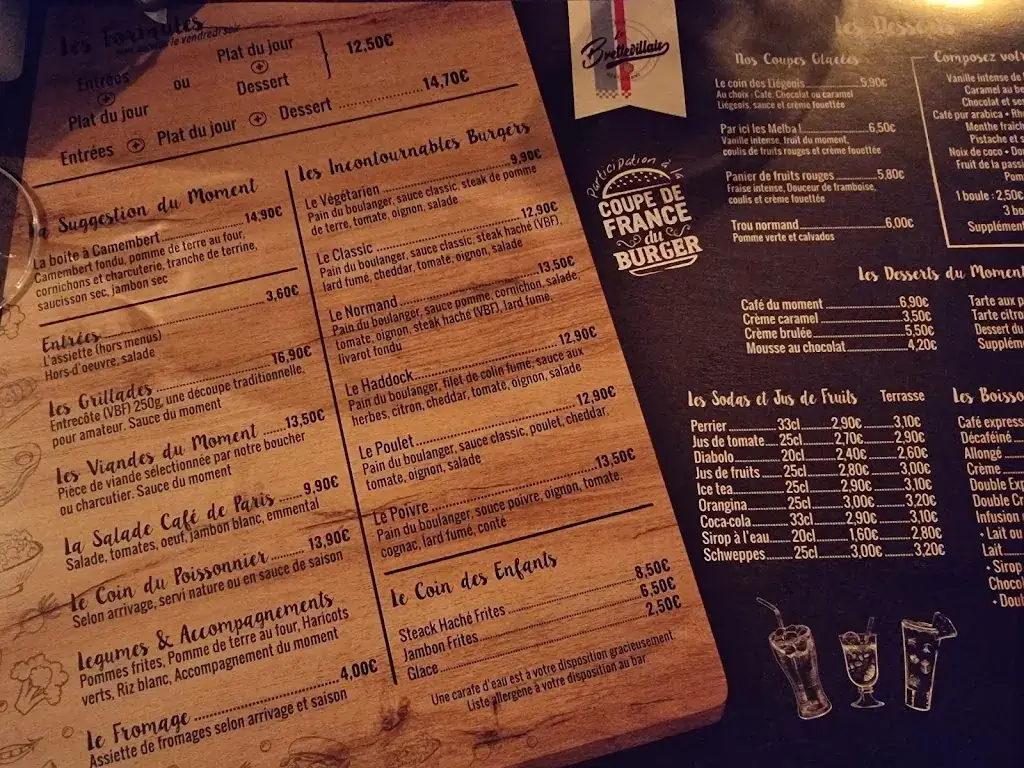 Les Formules
le vendredi soir
Entrées
+
Plat du jour
ou
Plat du jour
+
Dessert
12,50€
Entrées + Plat du jour + Dessert 14,70€
La Suggestion du Moment
La boite à Camembert 14,90€
Camembert fondu, pomme de terre au four,
cornichons et charcuterie, tranche de terrine,
saucisson sec, jambon sec
Entrées 3,60€
L'assiette (hors menus)
Hors-d'oeuvre, salade
Les Grillades 16,90€
Entrecôte (VBF) 250g, une découpe traditionnelle,
pour amateur. Sauce du moment
Les Viandes du Moment 13,50€
Pièce de viande sélectionnée par notre boucher
ou charcutier. Sauce du moment
La Salade Café de Paris 9,90€
Salade, tomates, oeuf, jambon blanc, emmental
Le Coin du Poissonnier 13,90€
Selon arrivage, servi nature ou en sauce de saison
Legumes & Accompagnements
Pommes frites, Pomme de terre au four, Haricots
verts, Riz blanc, Accompagnement du moment
Le Fromage 4,00€
Assiette de fromages selon arrivage et saison
Les Incontournables Burgers
Le Végétarien 9,90€
Pain du boulanger, sauce classic, steak de pomme
de terre, tomate, oignon, salade
Le Classic 12,90€
Pain du boulanger, sauce classic, steak haché (VBF),
lard fumé, cheddar, tomate, oignon, salade
Le Normand 13,50€
Pain du boulanger, sauce pomme, cornichon, salade,
tomate, oignon, steak haché (VBF), lard fumé,
livarot fondu
Le Haddock 12,90€
Pain du boulanger, filet de colin fumé, sauce aux
herbes, citron, cheddar, tomate, oignon, salade
Le Poulet 12,90€
Pain du boulanger, sauce classic, poulet, cheddar,
tomate, oignon, salade
Le Poivre 13,50€
Pain du boulanger, souce poivre, oignon, tomate,
cognac, lard fumé, conté
Le Coin des Enfants
Steack Haché Frites 8,50€
Jambon Frites 6,50€
Glace 2,50€
Une carafe d'eau est à votre disposition gracieusement
Liste allergène à votre disposition au bar
Le
Brettevillais
Participation à
la
COUPE DE
FRANCE
du
BURGER
Les Desserts
Nos Coupes Glacées
Le coin des Liégeois 5,90€
Au choix : Café, Chocolat ou caramel
Liégeois, sauce et crème fouettée
Par ici les Melba ! 6,50€
Vanille intense, fruit du moment,
coulis de fruits rouges et crème fouettée
Panier de fruits rouges 5,80€
Fraise intense, Douceur de framboise,
coulis et crème fouettée
Trou normand 6,00€
Pomme verte et calvados
Composez votr
Vanille intense de
Caramel au be
Chocolat et se
Café pur arabica • Rh
Menthe fraîch
Pistache et s
Noix de coco • Dou
Fruit de la passi
Pom
1 boule : 2,50€
3 bo
Supplément
Les Desserts du Moment
Café du moment 6,90€
Crème caramel 3,50€
Crème brulée 5,50€
Mousse au chocolat 4,20€
Tarte aux p
Tarte citro
Dessert du
Supplém
Les Sodas et Jus de Fruits Terrasse
Perrier 33cl 2,90€ 3,10€
Jus de tomate 25cl 2,70€ 2,90€
Diabolo 20cl 2,40€ 2,60€
Jus de fruits 25cl 2,80€ 3,00€
Ice tea 25cl 2,90€ 3,10€
Orangina 25cl 3,00€ 3,20€
Coca-cola 33cl 2,90€ 3,10€
Sirop à l'eau 20cl 1,60€ 2,80€
Schweppes 25cl 3,00€ 3,20€
Les Boisso
Café express
Décaféiné
Allongé
Crème
Double Exp
Double Cr
Infusion
• Lait ou
Lait
• Sirop
Choco
• Doul